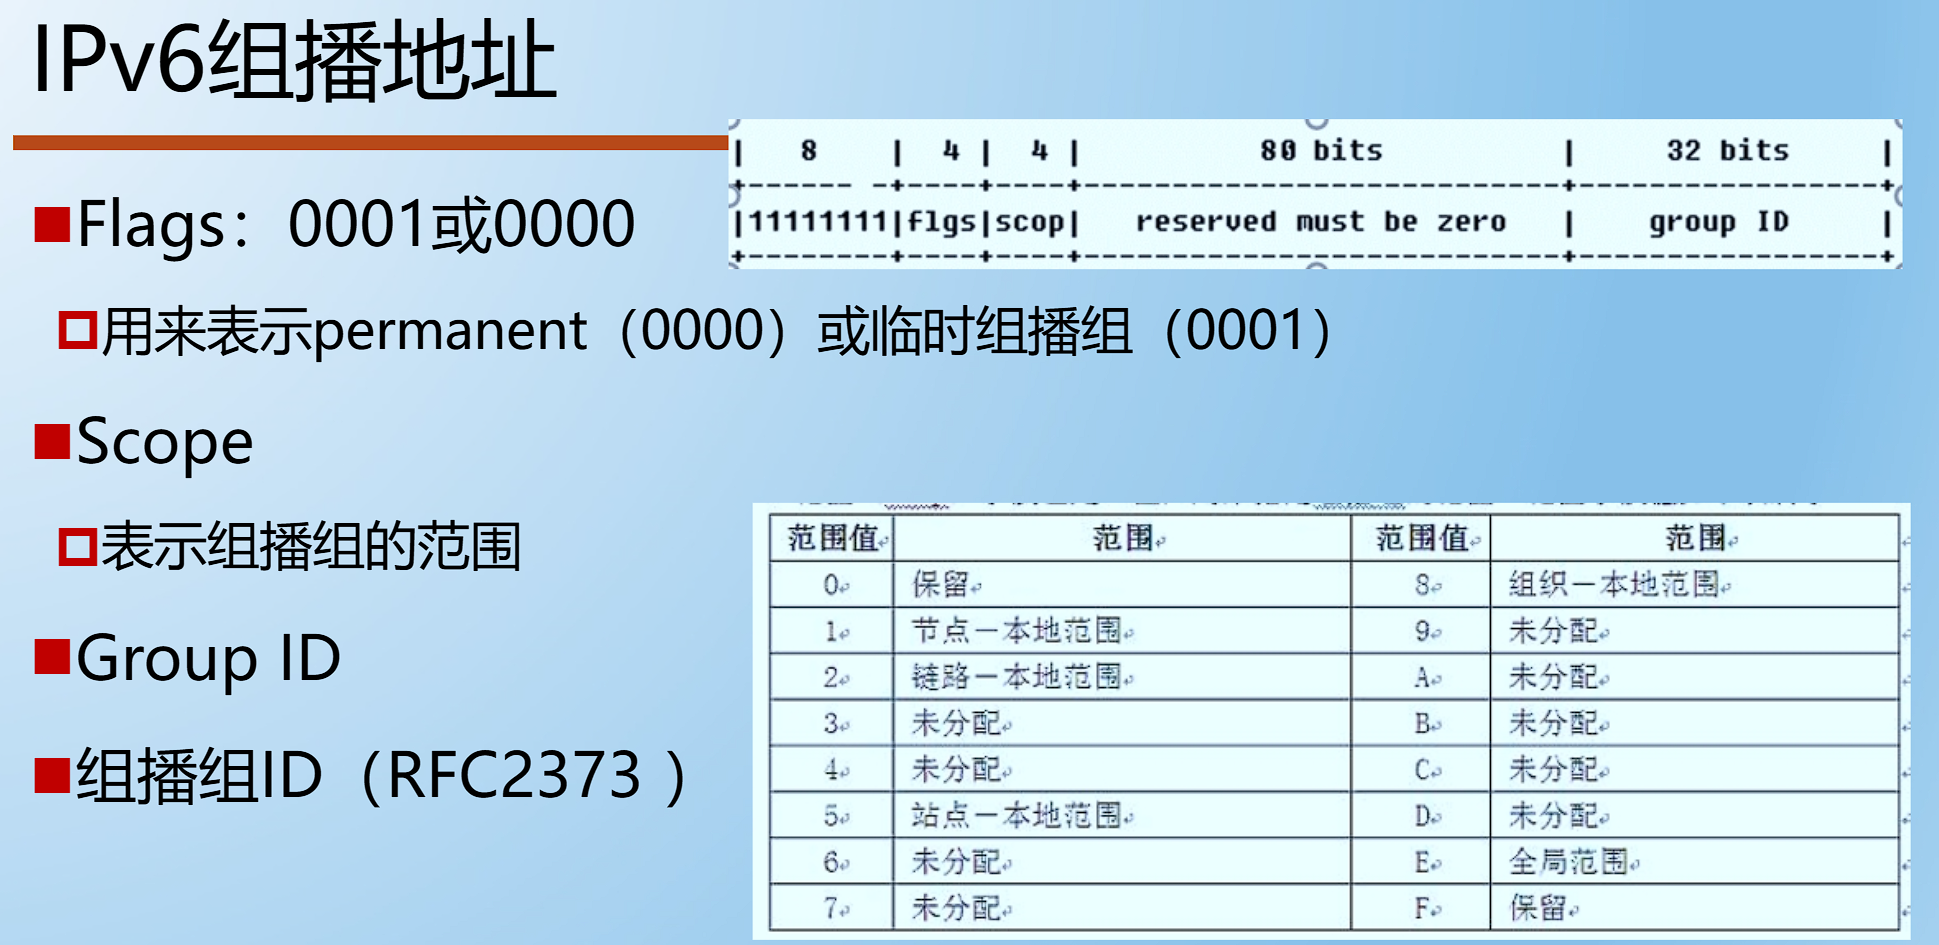 IPv6组播地址
| 8 | 4 | 4 | 80 bits | 32 bits |
+------ -+----+----+----------------------------+------------------+
|11111111|flgs|scop| reserved must be zero | group ID |
+--------+----+----+----------------------------+------------------+
Flags：0001或0000
用来表示permanent（0000）或临时组播组（0001）
Scope
表示组播组的范围
Group ID
组播组ID（RFC2373 ）
范围值 范围 范围值 范围
0 保留 8 组织－本地范围
1 节点－本地范围 9 未分配
2 链路－本地范围 A 未分配
3 未分配 B 未分配
4 未分配 C 未分配
5 站点－本地范围 D 未分配
6 未分配 E 全局范围
7 未分配 F 保留